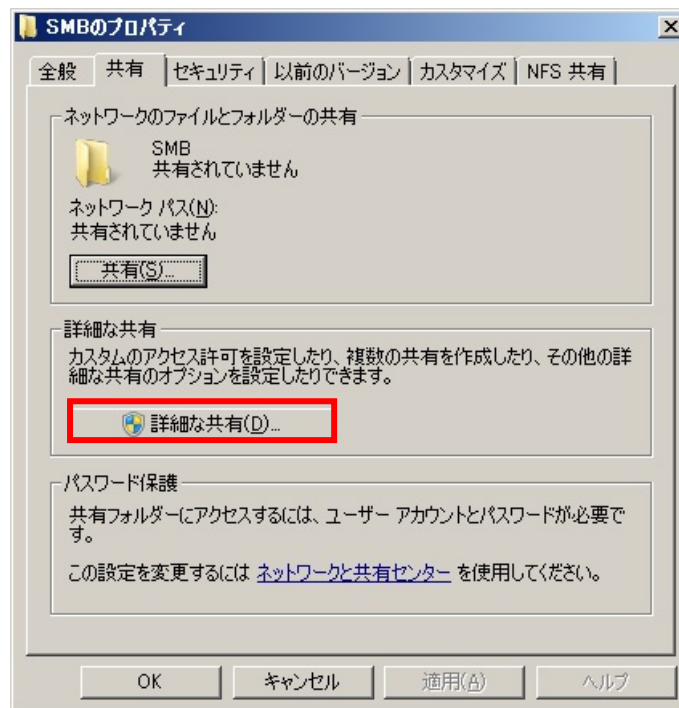 SMBのプロパティ
全般 共有 セキュリティ 以前のバージョン カスタマイズ NFS 共有
ネットワークのファイルとフォルダーの共有
SMB
共有されていません
ネットワーク パス(N):
共有されていません
共有(S)...
詳細な共有
カスタムのアクセス許可を設定したり、複数の共有を作成したり、その他の詳
細な共有のオプションを設定したりできます。
詳細な共有(D)...
パスワード保護
共有フォルダーにアクセスするには、ユーザー アカウントとパスワードが必要で
す。
この設定を変更するには ネットワークと共有センター を使用してください。
OK キャンセル 適用(A) ヘルプ